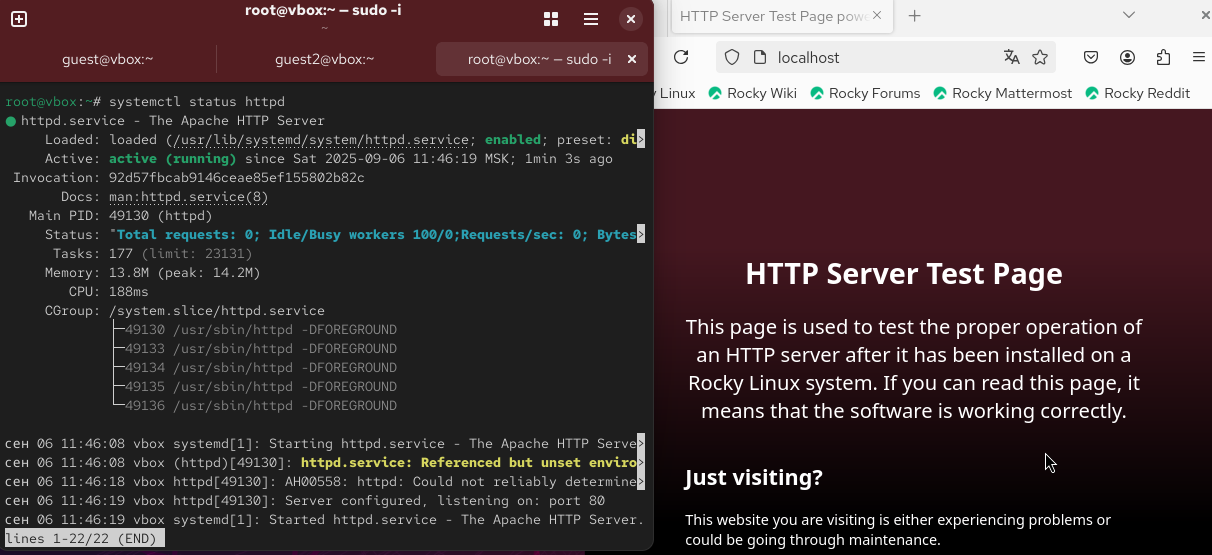 root@vbox:~ — sudo -i
~
guest@vbox:~
guest2@vbox:~
root@vbox:~ — sudo -i
root@vbox:~# systemctl status httpd
● httpd.service - The Apache HTTP Server
Loaded: loaded (/usr/lib/systemd/system/httpd.service; enabled; preset: di>
Active: active (running) since Sat 2025-09-06 11:46:19 MSK; 1min 3s ago
Invocation: 92d57fbcab9146ceae85ef155802b82c
Docs: man:httpd.service(8)
Main PID: 49130 (httpd)
Status: "Total requests: 0; Idle/Busy workers 100/0;Requests/sec: 0; Bytes>
Tasks: 177 (limit: 23131)
Memory: 13.8M (peak: 14.2M)
CPU: 188ms
CGroup: /system.slice/httpd.service
├─49130 /usr/sbin/httpd -DFOREGROUND
├─49133 /usr/sbin/httpd -DFOREGROUND
├─49134 /usr/sbin/httpd -DFOREGROUND
├─49135 /usr/sbin/httpd -DFOREGROUND
└─49136 /usr/sbin/httpd -DFOREGROUND
сен 06 11:46:08 vbox systemd[1]: Starting httpd.service - The Apache HTTP Serve>
сен 06 11:46:08 vbox (httpd)[49130]: httpd.service: Referenced but unset enviro>
сен 06 11:46:18 vbox httpd[49130]: AH00558: httpd: Could not reliably determine>
сен 06 11:46:19 vbox httpd[49130]: Server configured, listening on: port 80
сен 06 11:46:19 vbox systemd[1]: Started httpd.service - The Apache HTTP Server.
lines 1-22/22 (END)
HTTP Server Test Page pow
localhost
y Linux
Rocky Wiki
Rocky Forums
Rocky Mattermost
Rocky Reddit
HTTP Server Test Page
This page is used to test the proper operation of
an HTTP server after it has been installed on a
Rocky Linux system. If you can read this page, it
means that the software is working correctly.
Just visiting?
This website you are visiting is either experiencing problems or
could be going through maintenance.